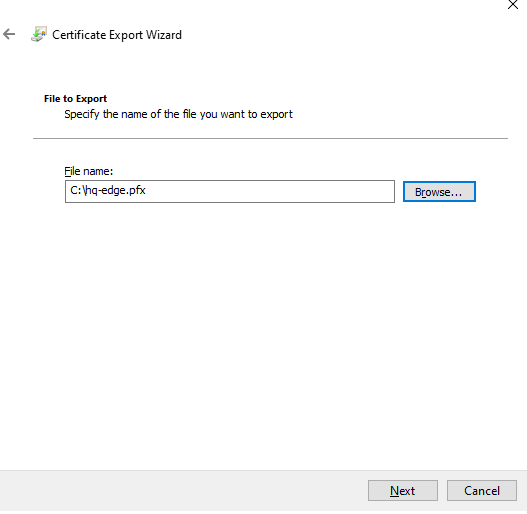 Certificate Export Wizard
File to Export
Specify the name of the file you want to export
File name:
C:\hq-edge.pfx
Browse...
Next
Cancel